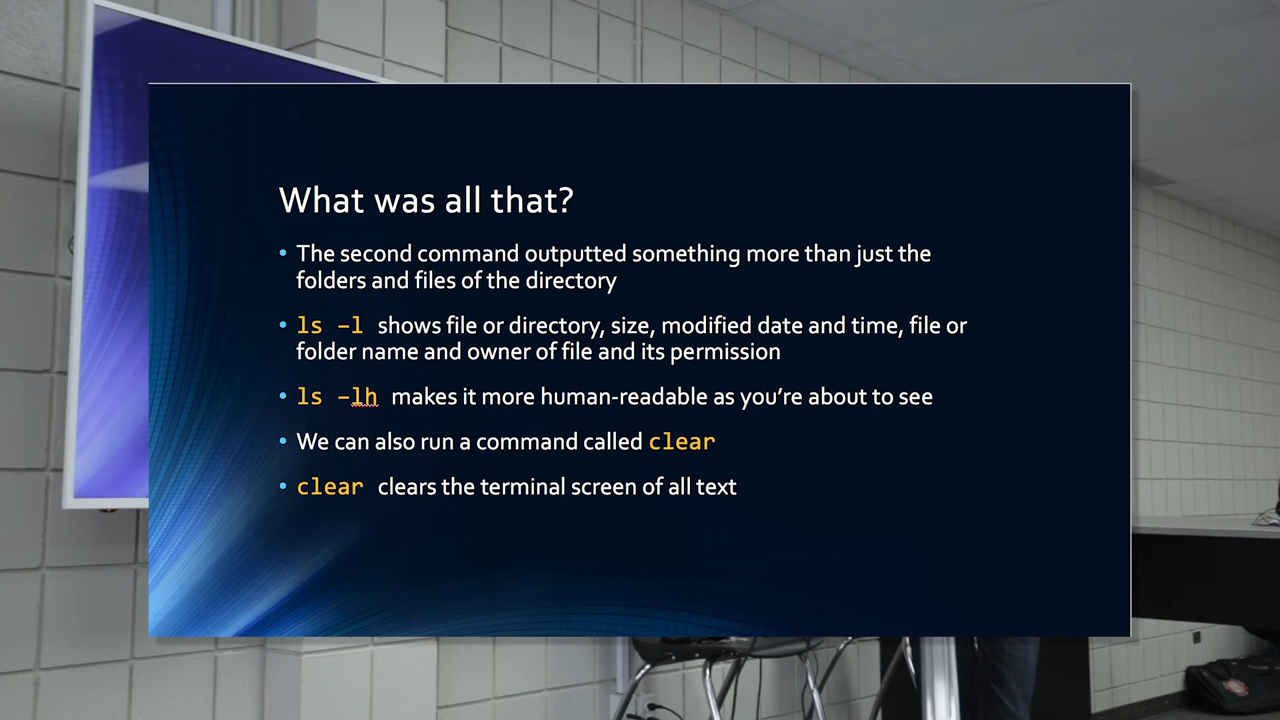 What was all that?
• The second command outputted something more than just the
folders and files of the directory
• ls –l shows file or directory, size, modified date and time, file or
folder name and owner of file and its permission
• ls –lh makes it more human-readable as you’re about to see
• We can also run a command called clear
• clear clears the terminal screen of all text